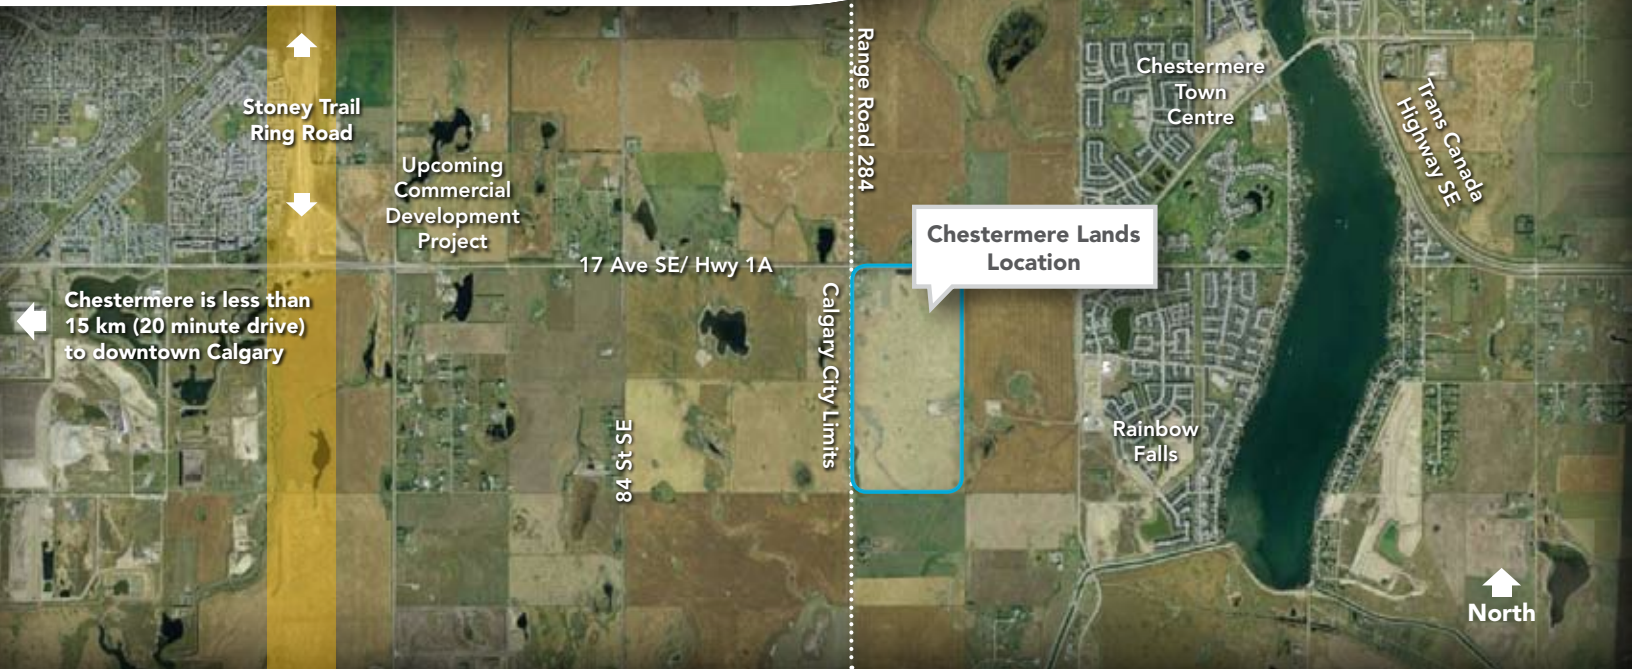 Stoney Trail
Ring Road
Upcoming
Commercial
Development
Project
Range Road 284
Chestermere
Town
Centre
Trans Canada
Highway SE
Chestermere Lands
Location
17 Ave SE/ Hwy 1A
Chestermere is less than
15 km (20 minute drive)
to downtown Calgary
Calgary City Limits
84 St SE
Rainbow
Falls
North